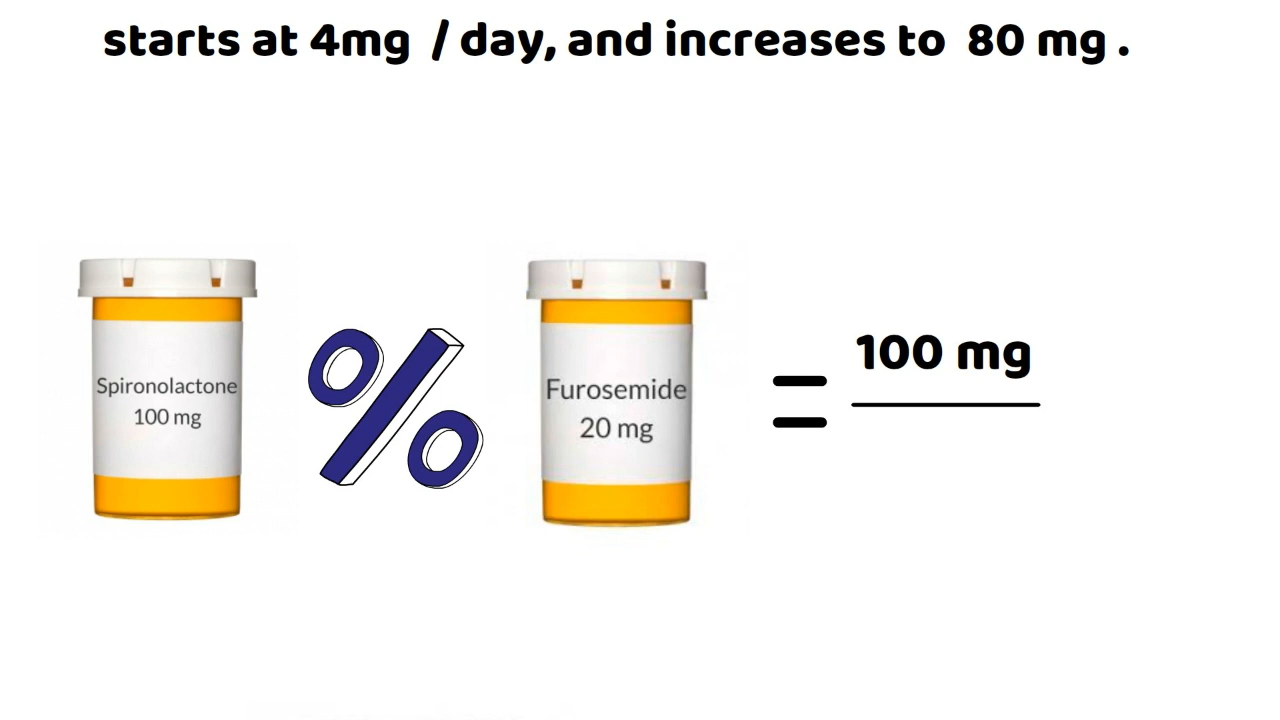 starts at 4mg / day, and increases to 80 mg .
Spironolactone
100 mg
%
Furosemide
20 mg
=
100 mg